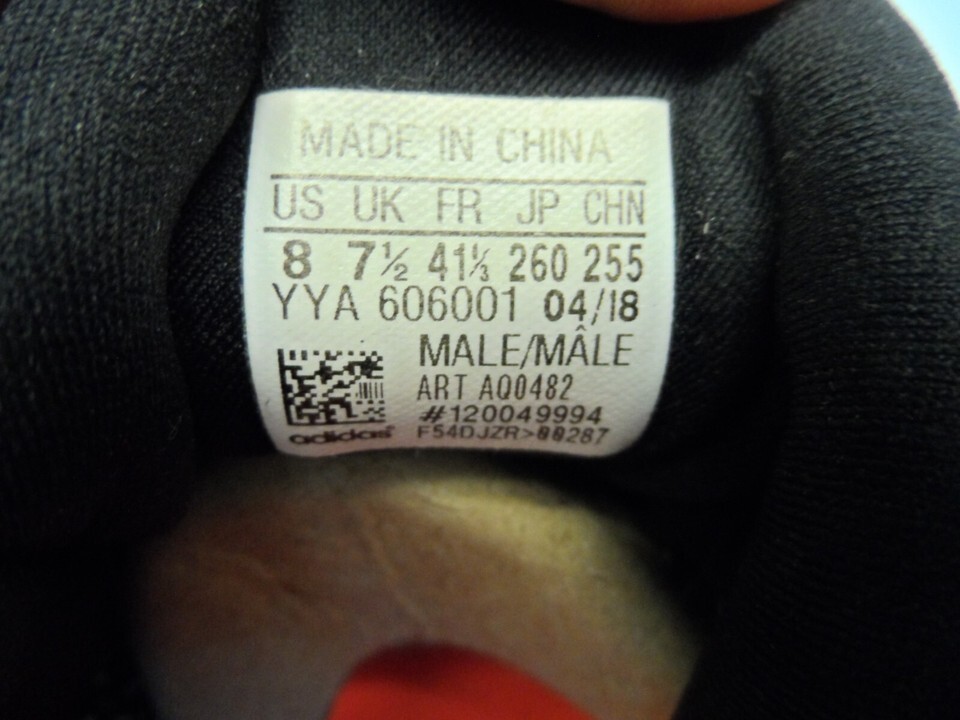 MADE IN CHINA
US UK FR JP CHN
8 7½ 41⅓ 260 255
YYA 606001 04/18
MALE/MÂLE
ART AQ0482
#120049994
F54DJZR>00287
adidas